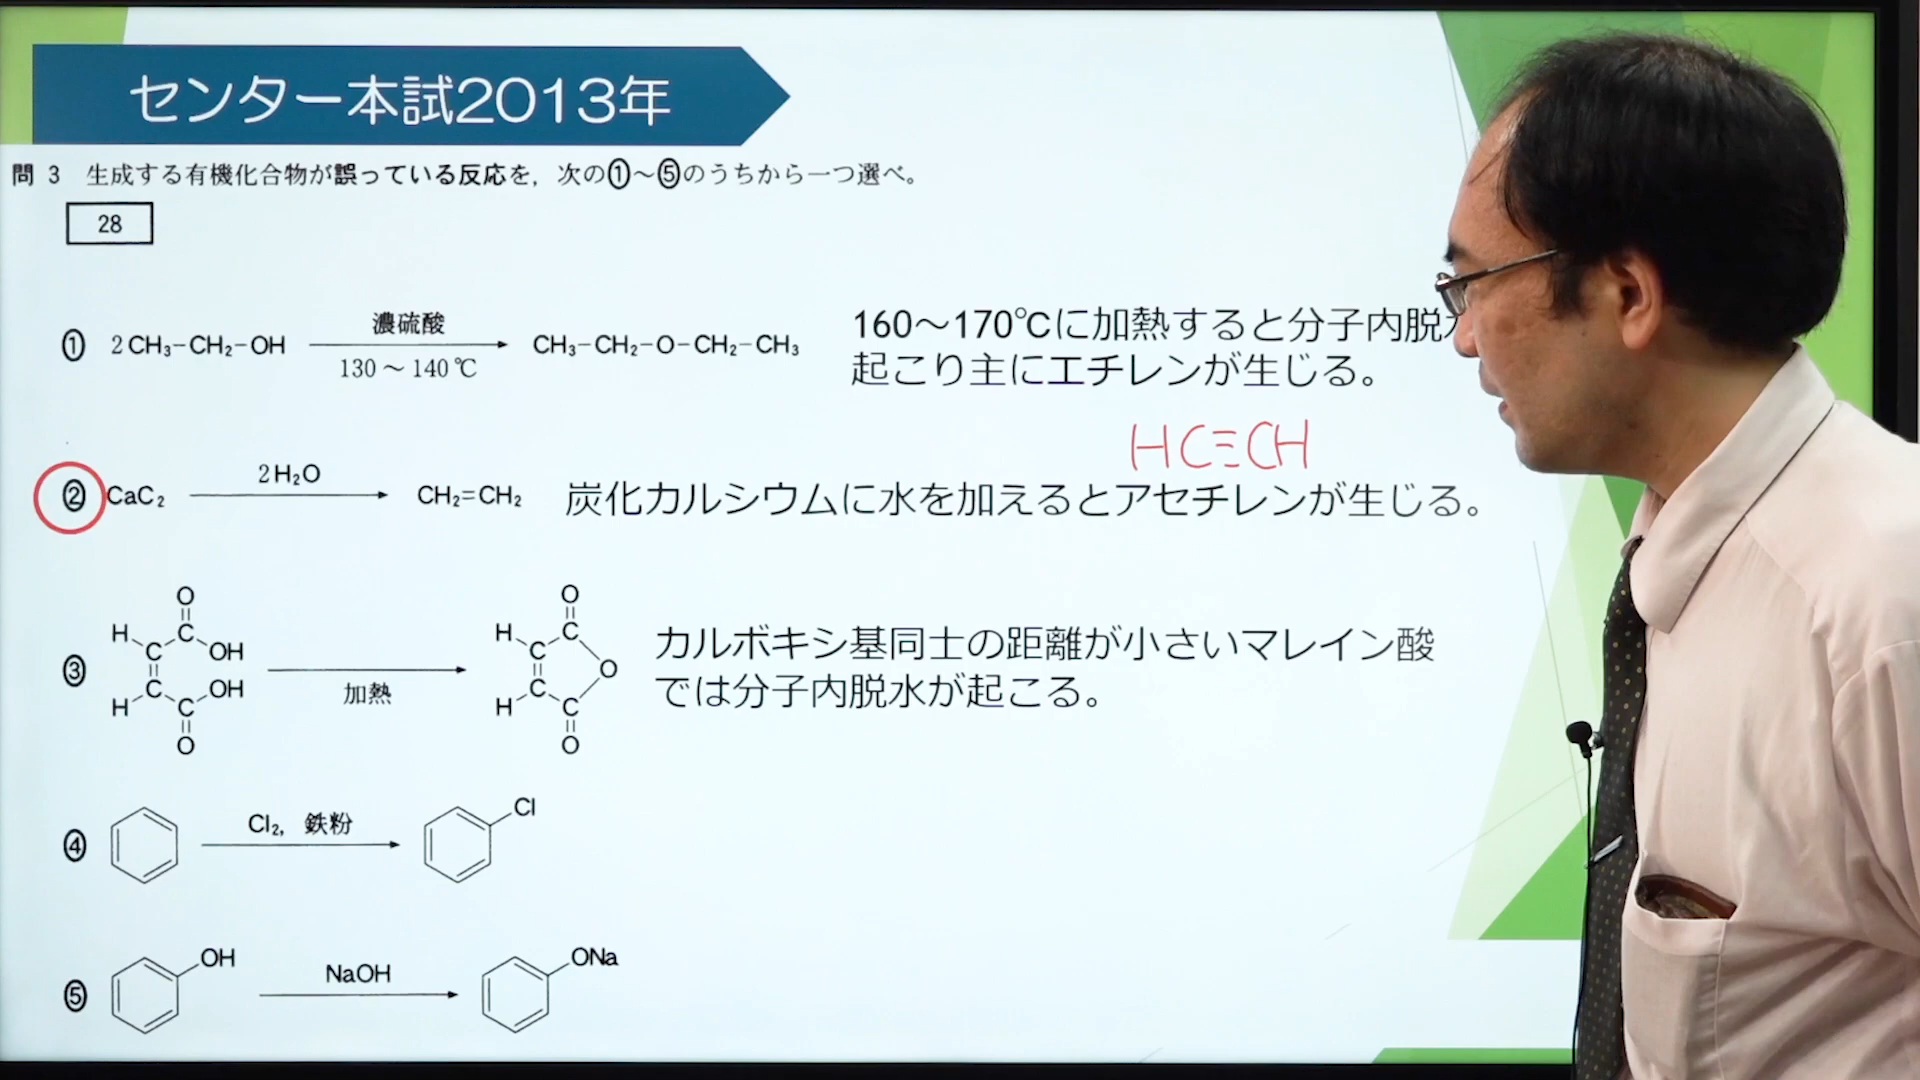 センター本試2013年
問 3 生成する有機化合物が誤っている反応を，次の①～⑤のうちから一つ選べ。
28
① 2CH₃−CH₂−OH 濃硫酸 130 ～ 140 ℃ CH₃−CH₂−O−CH₂−CH₃
160～170℃に加熱すると分子内脱
起こり主にエチレンが生じる。
HC≡CH
② CaC₂ 2H₂O CH₂=CH₂ 炭化カルシウムに水を加えるとアセチレンが生じる。
③ H C C O OH H C C O OH 加熱 H C C O O H C C O
カルボキシ基同士の距離が小さいマレイン酸
では分子内脱水が起こる。
④ Cl₂, 鉄粉 Cl
⑤ OH NaOH ONa